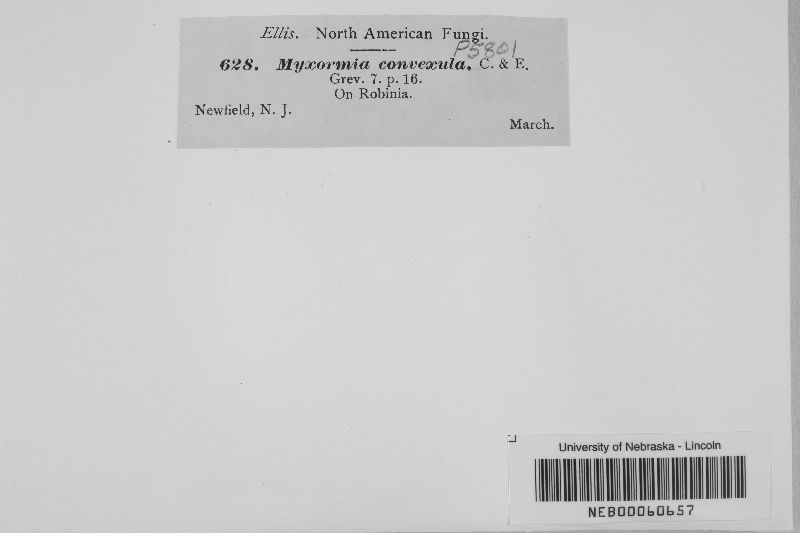 Ellis. North American Fungi.
P5801
628. Myxormia convexula, C. & E.
Grev. 7. p. 16.
On Robinia.
Newfield, N. J.
March.
University of Nebraska - Lincoln
NEB00060657